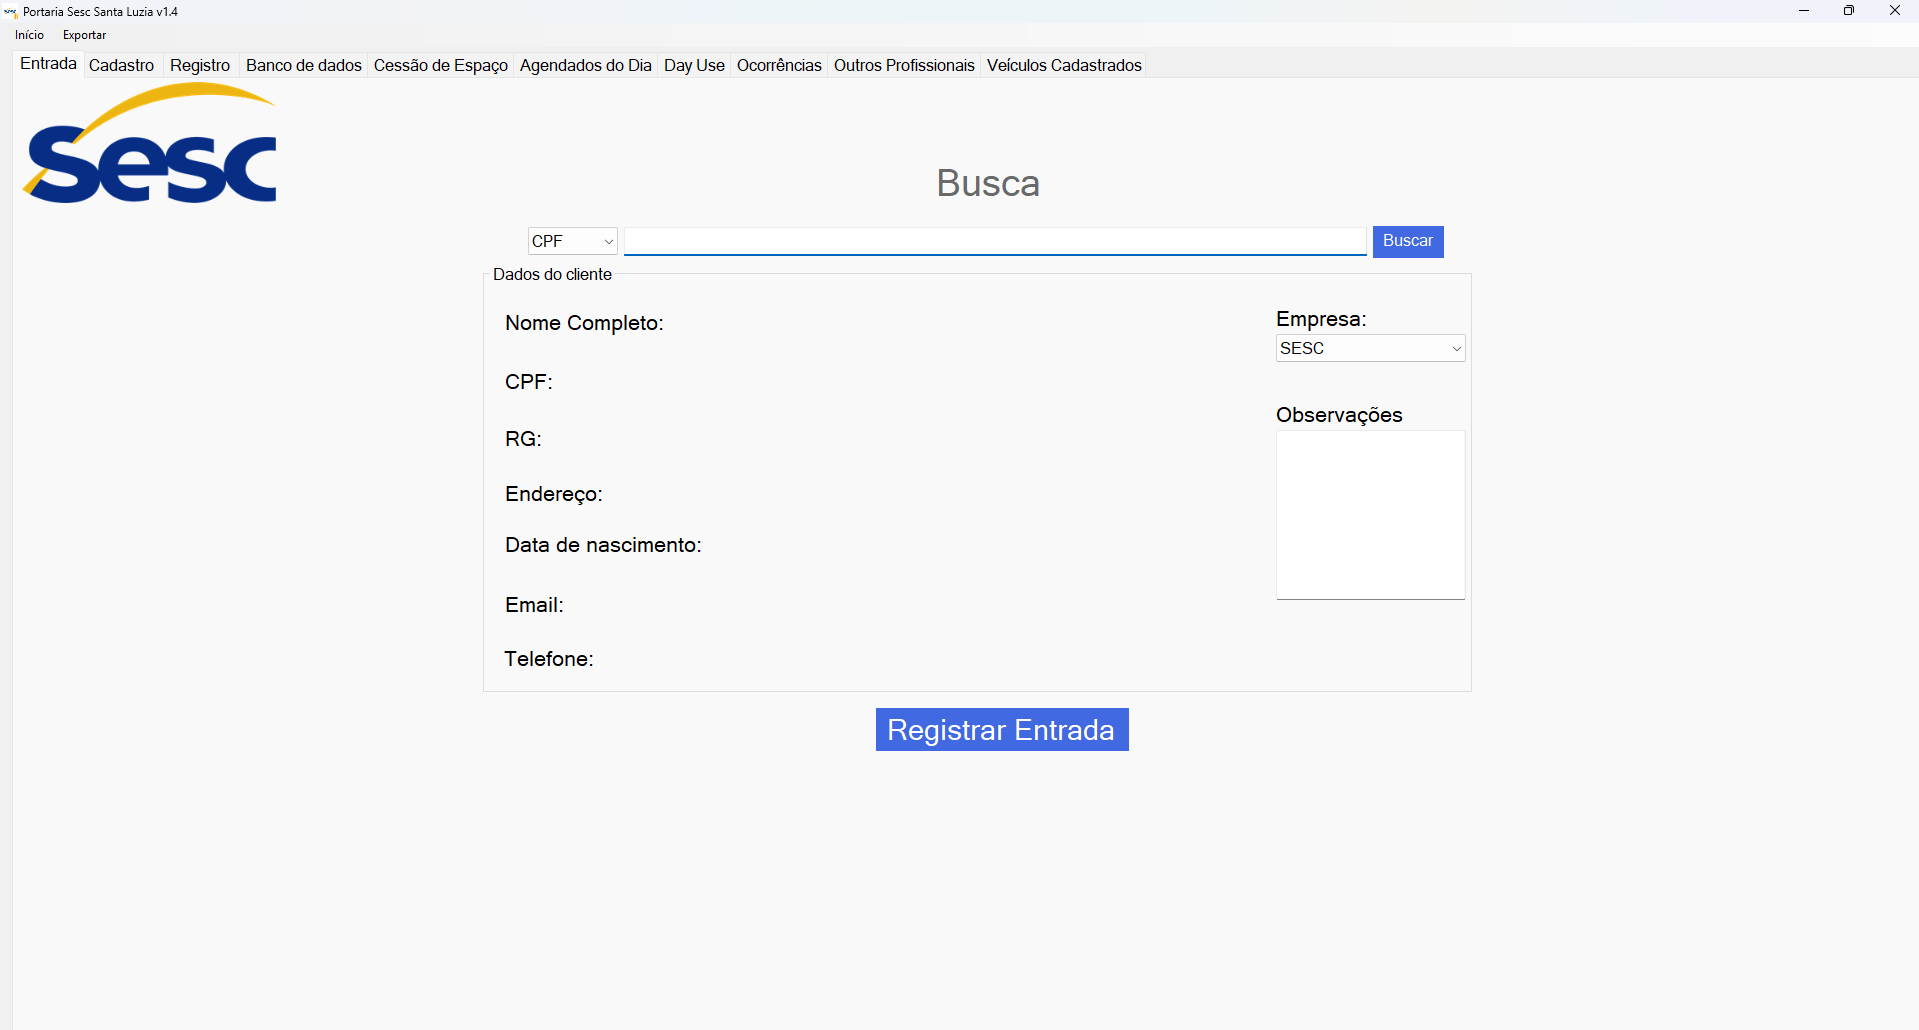 Portaria Sesc Santa Luzia v1.4
Início Exportar
Entrada Cadastro Registro Banco de dados Cessão de Espaço Agendados do Dia Day Use Ocorrências Outros Profissionais Veículos Cadastrados
Sesc
Busca
CPF Buscar
Dados do cliente
Nome Completo:
Empresa:
SESC
CPF:
Observações
RG:
Endereço:
Data de nascimento:
Email:
Telefone:
Registrar Entrada